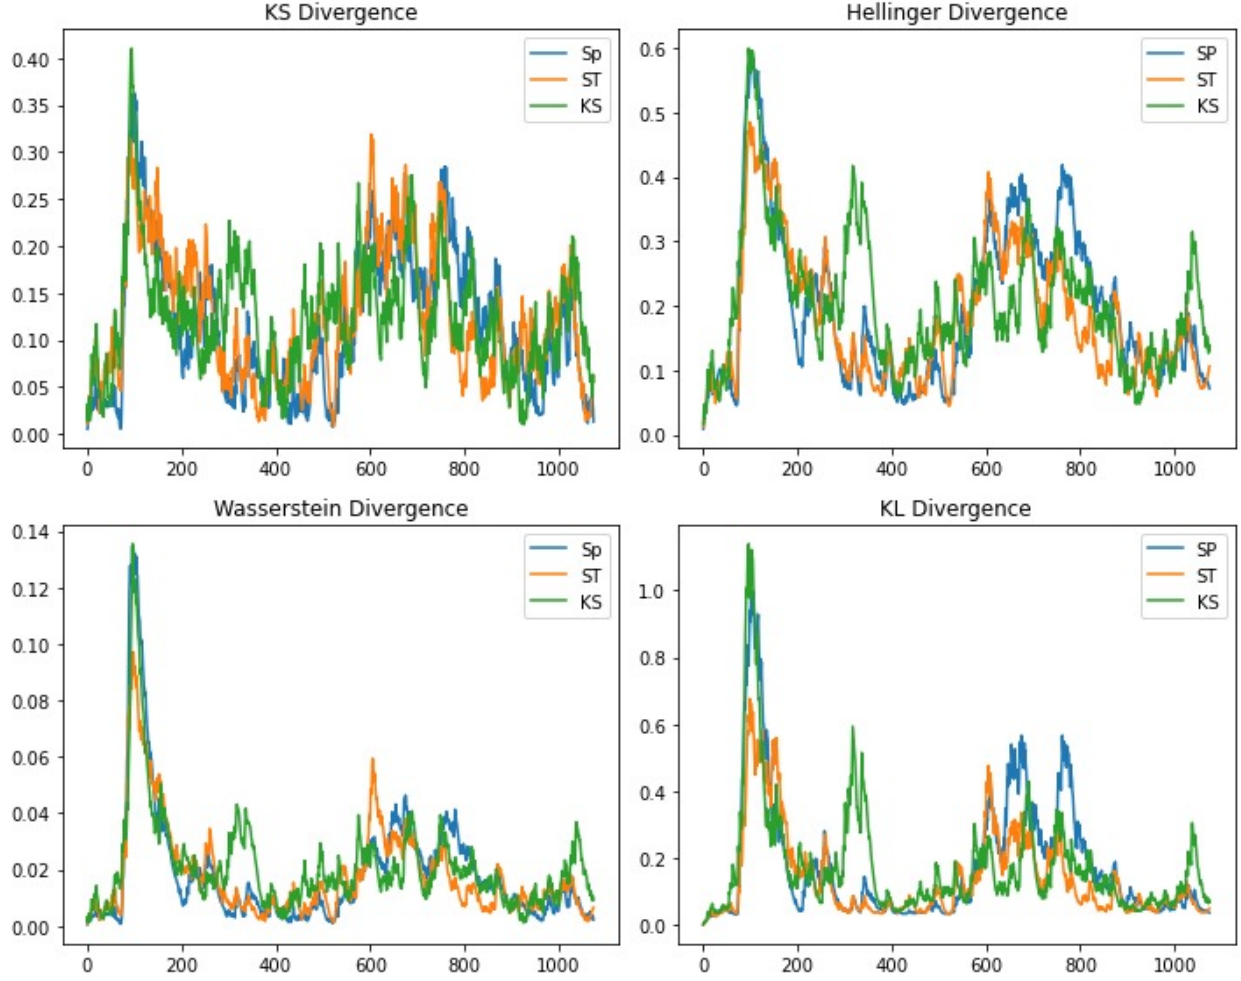 KS Divergence
0.40
0.35
0.30
0.25
0.20
0.15
0.10
0.05
0.00
0 200 400 600 800 1000
Sp
ST
KS
Hellinger Divergence
0.6
0.5
0.4
0.3
0.2
0.1
0.0
0 200 400 600 800 1000
SP
ST
KS
Wasserstein Divergence
0.14
0.12
0.10
0.08
0.06
0.04
0.02
0.00
0 200 400 600 800 1000
Sp
ST
KS
KL Divergence
1.0
0.8
0.6
0.4
0.2
0.0
0 200 400 600 800 1000
SP
ST
KS